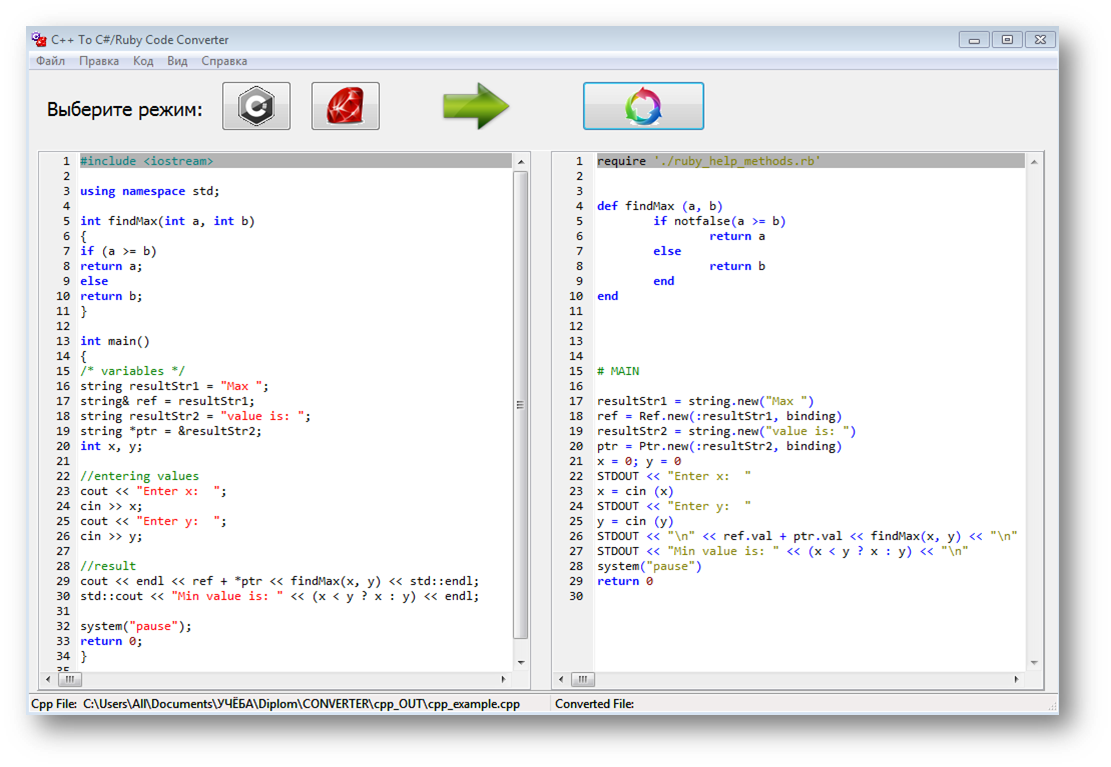 C++ To C#/Ruby Code Converter
Файл Правка Код Вид Справка
Выберите режим:
1 #include <iostream>
2
3 using namespace std;
4
5 int findMax(int a, int b)
6 {
7 if (a >= b)
8 return a;
9 else
10 return b;
11 }
12
13 int main()
14 {
15 /* variables */
16 string resultStr1 = "Max ";
17 string& ref = resultStr1;
18 string resultStr2 = "value is: ";
19 string *ptr = &resultStr2;
20 int x, y;
21
22 //entering values
23 cout << "Enter x:  ";
24 cin >> x;
25 cout << "Enter y:  ";
26 cin >> y;
27
28 //result
29 cout << endl << ref + *ptr << findMax(x, y) << std::endl;
30 std::cout << "Min value is: " << (x < y ? x : y) << endl;
31
32 system("pause");
33 return 0;
34 }
35
1 require './ruby_help_methods.rb'
2
3
4 def findMax (a, b)
5 if notfalse(a >= b)
6 return a
7 else
8 return b
9 end
10 end
11
12
13
14
15 # MAIN
16
17 resultStr1 = string.new("Max ")
18 ref = Ref.new(:resultStr1, binding)
19 resultStr2 = string.new("value is: ")
20 ptr = Ptr.new(:resultStr2, binding)
21 x = 0; y = 0
22 STDOUT << "Enter x:  "
23 x = cin (x)
24 STDOUT << "Enter y:  "
25 y = cin (y)
26 STDOUT << "\n" << ref.val + ptr.val << findMax(x, y) << "\n"
27 STDOUT << "Min value is: " << (x < y ? x : y) << "\n"
28 system("pause")
29 return 0
30
Cpp File: C:\Users\All\Documents\УЧЁБА\Diplom\CONVERTER\cpp_OUT\cpp_example.cpp
Converted File: